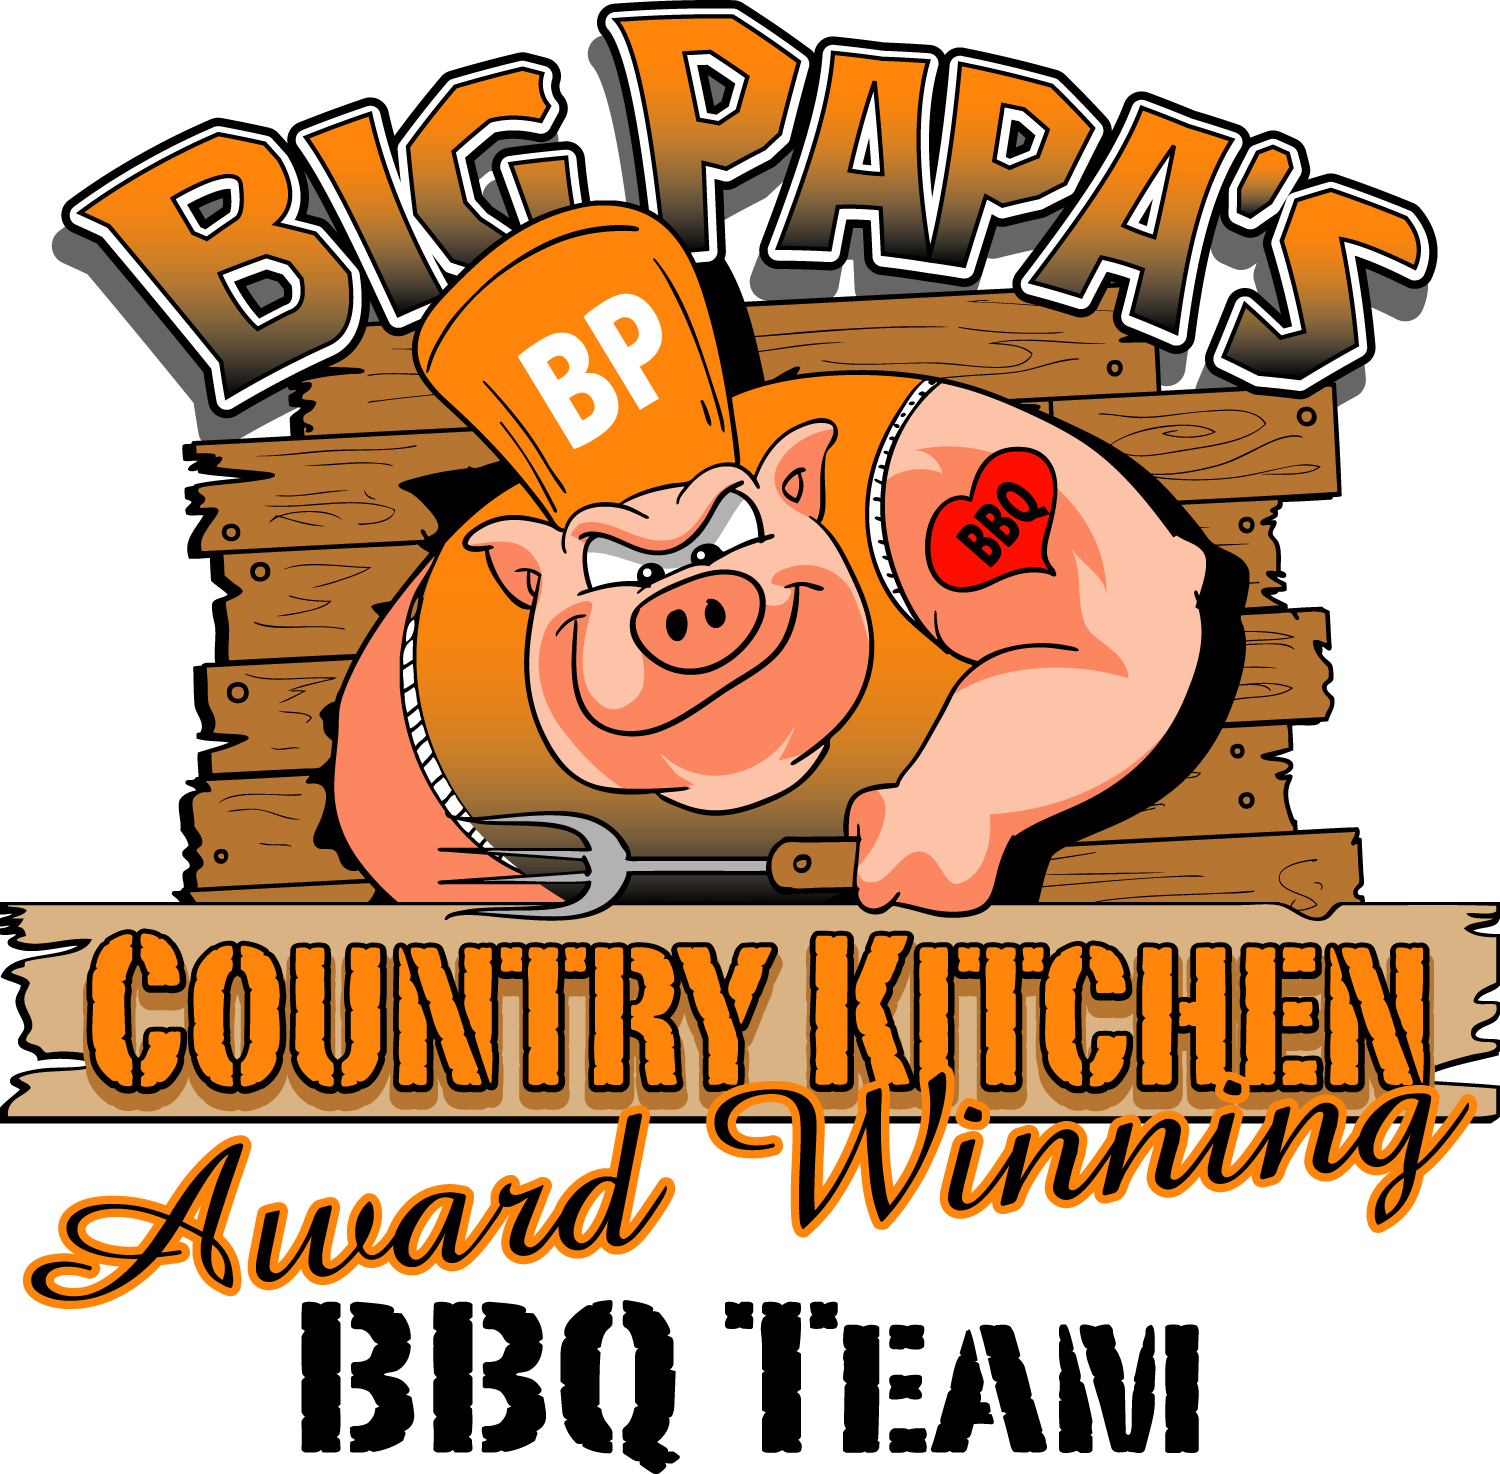 BIG PAPA'S
BP
BBQ
COUNTRY KITCHEN
Award Winning
BBQ TEAM